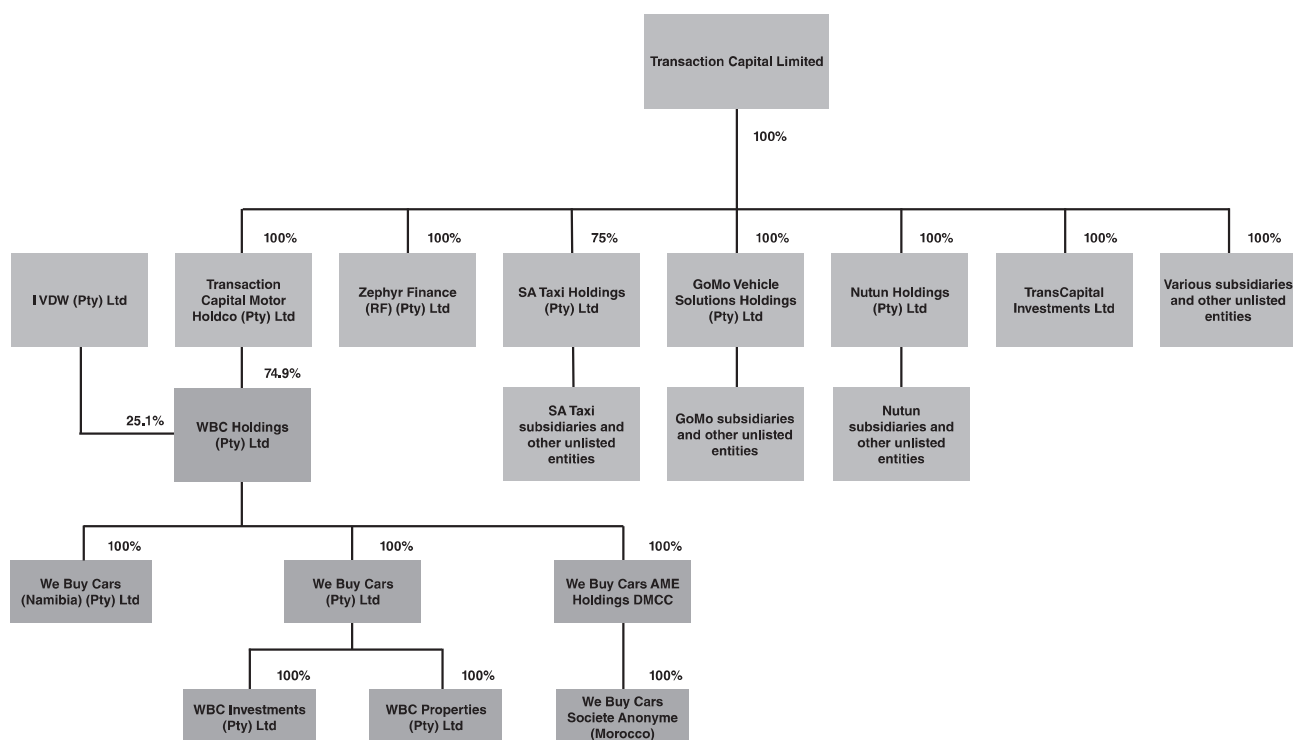 Transaction Capital Limited
100%
100%
100%
75%
100%
100%
100%
100%
IVDW (Pty) Ltd
Transaction
Capital Motor
Holdco (Pty) Ltd
Zephyr Finance
(RF) (Pty) Ltd
SA Taxi Holdings
(Pty) Ltd
GoMo Vehicle
Solutions Holdings
(Pty) Ltd
Nutun Holdings
(Pty) Ltd
TransCapital
Investments Ltd
Various subsidiaries
and other unlisted
entities
74.9%
25.1%
WBC Holdings
(Pty) Ltd
SA Taxi
subsidiaries and
other unlisted
entities
GoMo subsidiaries
and other unlisted
entities
Nutun
subsidiaries and
other unlisted
entities
100%
100%
100%
We Buy Cars
(Namibia) (Pty) Ltd
We Buy Cars
(Pty) Ltd
We Buy Cars AME
Holdings DMCC
100%
100%
100%
WBC Investments
(Pty) Ltd
WBC Properties
(Pty) Ltd
We Buy Cars
Societe Anonyme
(Morocco)